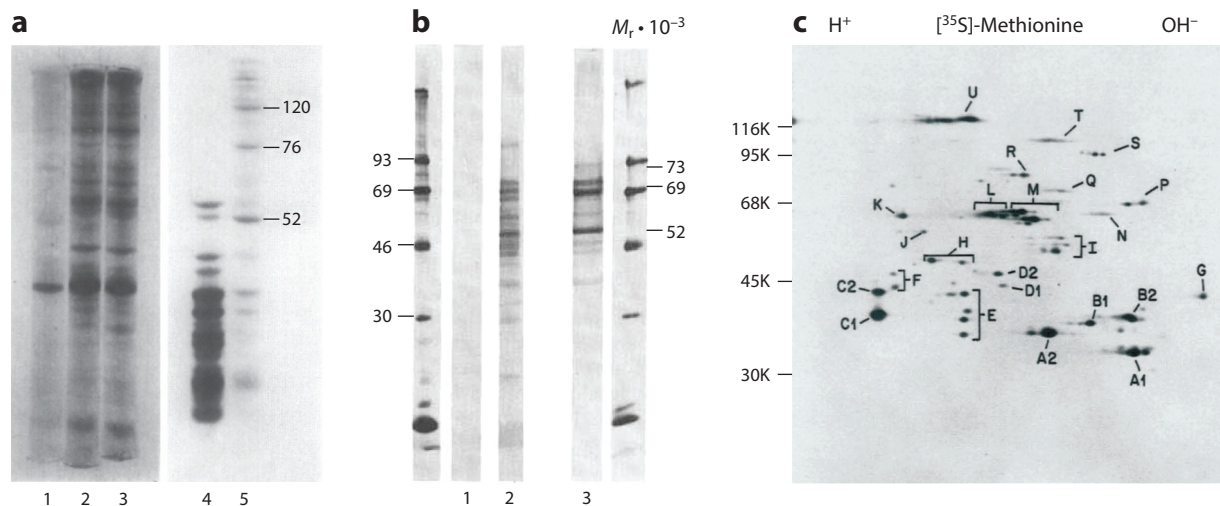 a
120
76
52
1 2 3 4 5
b
M_r · 10⁻³
93
69
46
30
73
69
52
1 2 3
c
H⁺ [³⁵S]-Methionine OH⁻
116K
95K
68K
45K
30K
U
T
S
R
Q
P
L M
K
N
J
H
I
G
F
D2
D1
C2
C1
E
B1 B2
A2
A1